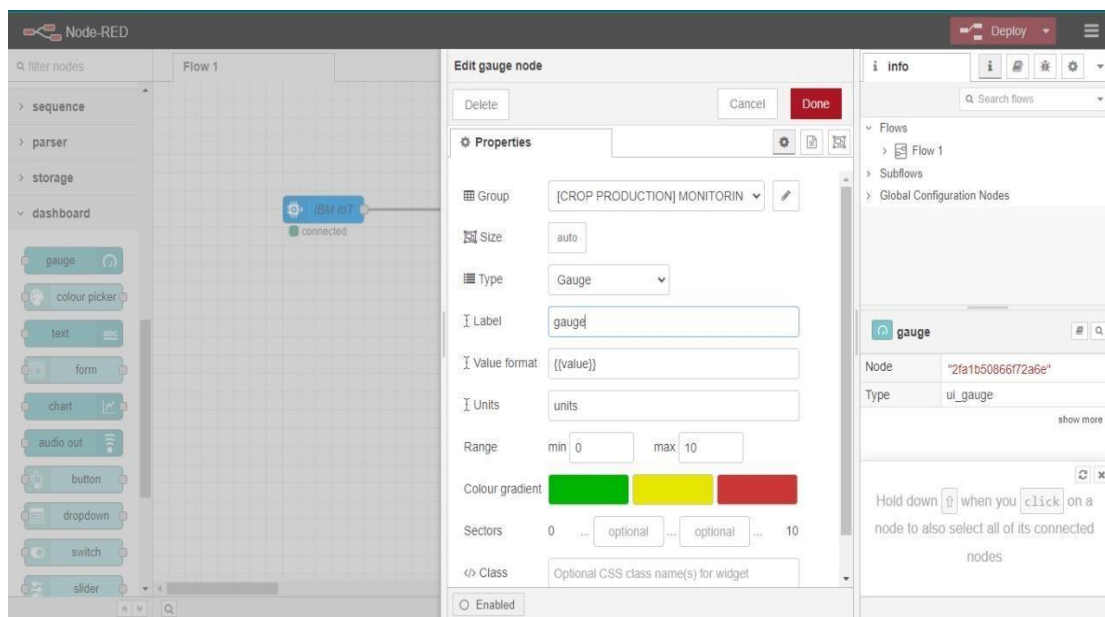 Node-RED
Deploy
filter nodes
Flow 1
sequence
parser
storage
dashboard
gauge
colour picker
text
abc
form
chart
audio out
button
dropdown
switch
slider
IBM IoT
connected
Edit gauge node
Delete
Cancel
Done
Properties
Group
[CROP PRODUCTION] MONITORIN
Size
auto
Type
Gauge
Label
gauge
Value format
{{value}}
Units
units
Range
min 0
max 10
Colour gradient
Sectors
0 ... optional ... optional ... 10
</> Class
Optional CSS class name(s) for widget
Enabled
i info
i
Search flows
Flows
Flow 1
Subflows
Global Configuration Nodes
gauge
Node
"2fa1b50866f72a6e"
Type
ui_gauge
show more
Hold down ⇧ when you click on a
node to also select all of its connected
nodes